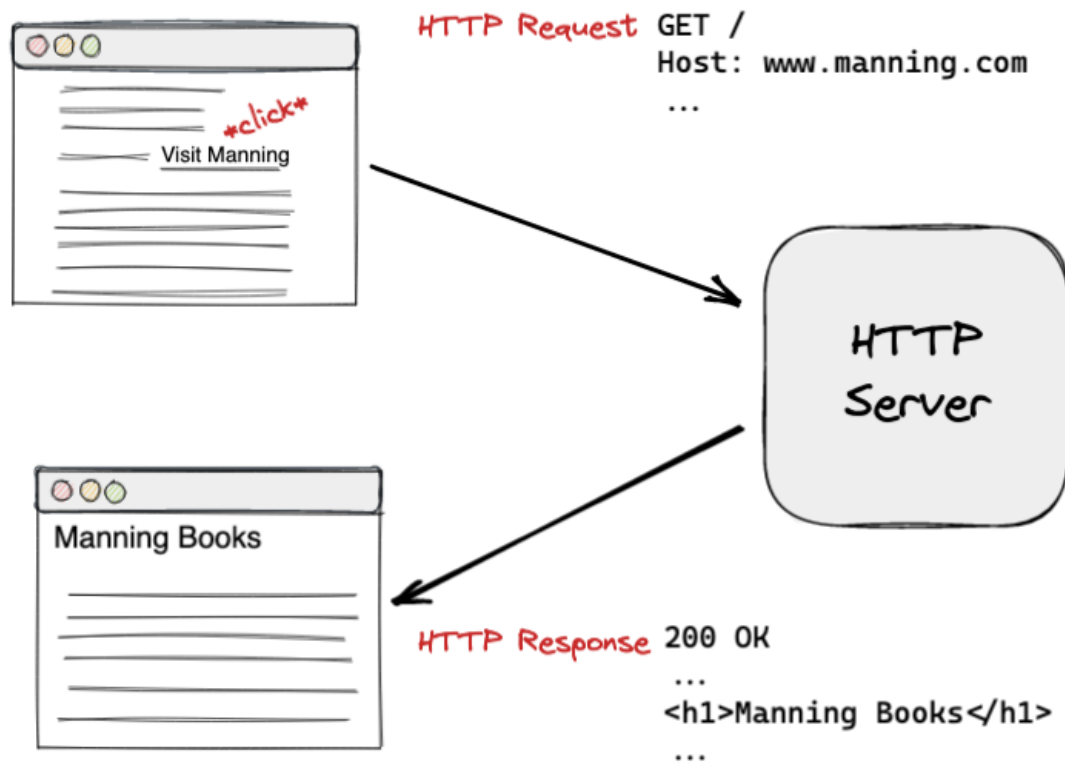 HTTP Request GET /
Host: www.manning.com
...
*click*
Visit Manning
HTTP
Server
Manning Books
HTTP Response 200 OK
...
<h1>Manning Books</h1>
...